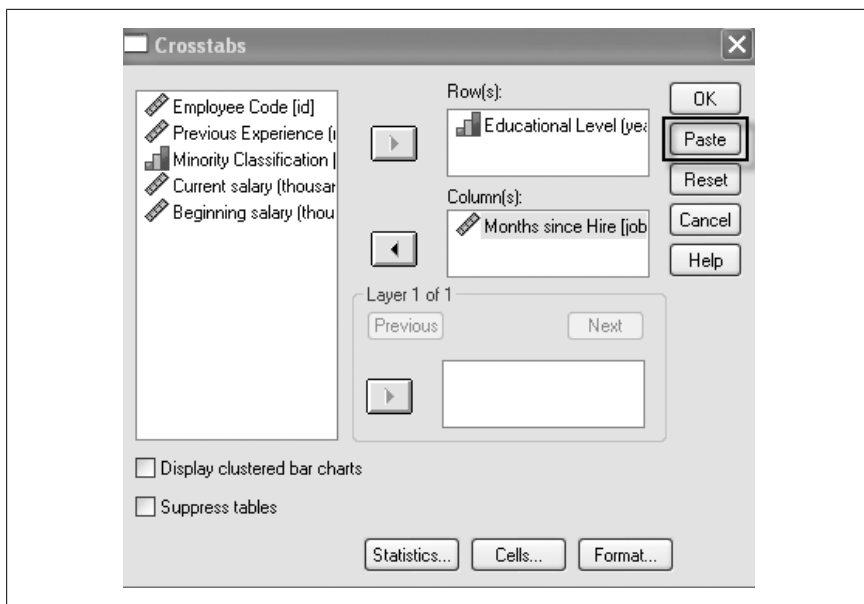 Crosstabs
Employee Code [id]
Previous Experience (
Minority Classification [
Current salary (thousar
Beginning salary (thou
Row(s):
Educational Level (yea
Column(s):
Months since Hire [job
Layer 1 of 1
Previous
Next
OK
Paste
Reset
Cancel
Help
Display clustered bar charts
Suppress tables
Statistics...
Cells...
Format...